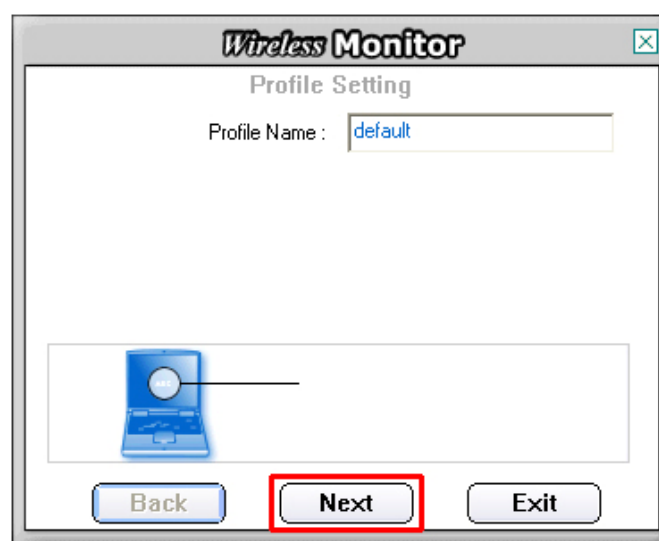 Wireless Monitor
Profile Setting
Profile Name : default
Back Next Exit